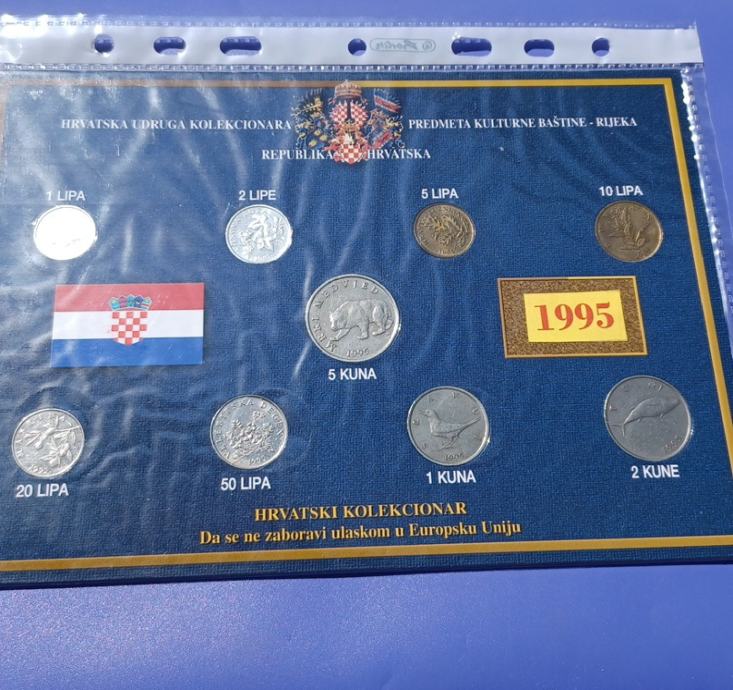 HRVATSKA UDRUGA KOLEKCIONARA PREDMETA KULTURNE BAŠTINE - RIJEKA
REPUBLIKA HRVATSKA
1 LIPA
2 LIPE
5 LIPA
10 LIPA
MRKI MEDVJED
1995
5 KUNA
20 LIPA
50 LIPA
1 KUNA
2 KUNE
HRVATSKI KOLEKCIONAR
Da se ne zaboravi ulaskom u Europsku Uniju